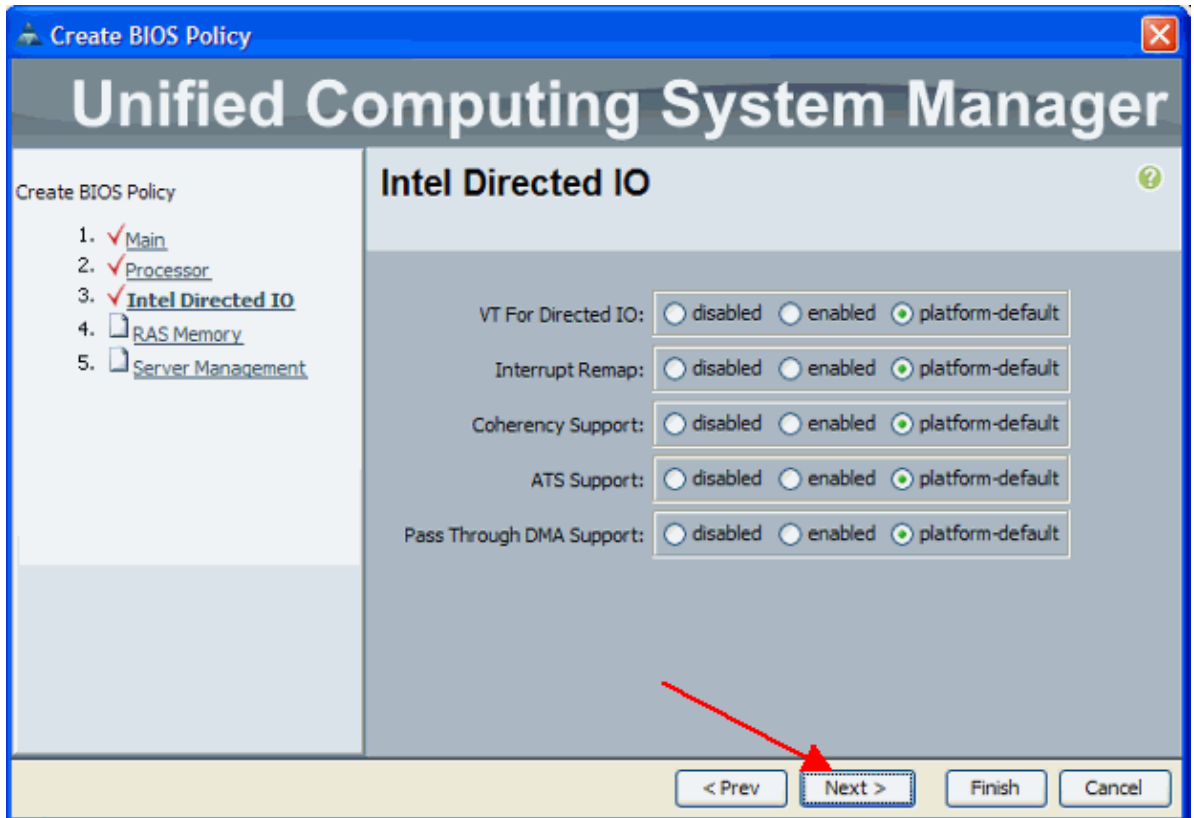 Create BIOS Policy
Unified Computing System Manager
Create BIOS Policy
1. Main
2. Processor
3. Intel Directed IO
4. RAS Memory
5. Server Management
Intel Directed IO
?
VT For Directed IO: disabled enabled platform-default
Interrupt Remap: disabled enabled platform-default
Coherency Support: disabled enabled platform-default
ATS Support: disabled enabled platform-default
Pass Through DMA Support: disabled enabled platform-default
< Prev Next > Finish Cancel